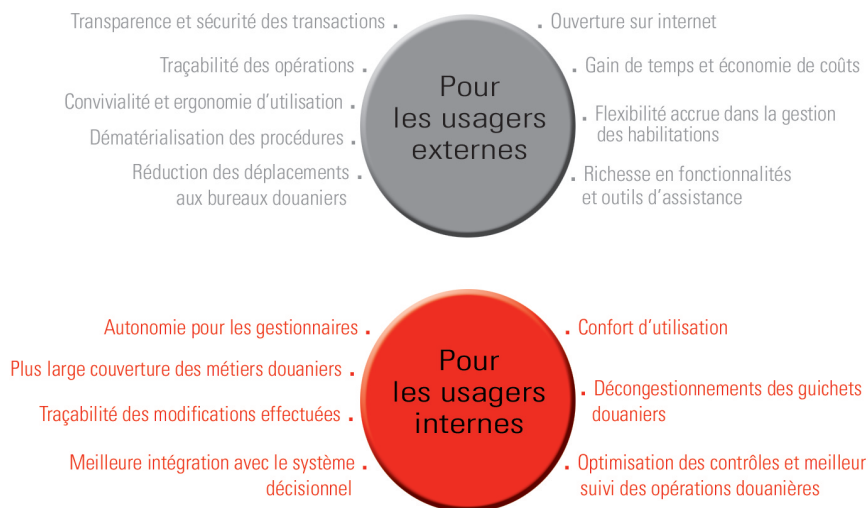 Transparence et sécurité des transactions .
. Ouverture sur internet
Traçabilité des opérations .
. Gain de temps et économie de coûts
Convivialité et ergonomie d'utilisation .
. Flexibilité accrue dans la gestion
des habilitations
Dématérialisation des procédures .
Réduction des déplacements .
aux bureaux douaniers
. Richesse en fonctionnalités
et outils d'assistance
Pour
les usagers
externes
Autonomie pour les gestionnaires .
. Confort d'utilisation
Plus large couverture des métiers douaniers .
. Décongestionnements des guichets
douaniers
Traçabilité des modifications effectuées .
Meilleure intégration avec le système .
décisionnel
. Optimisation des contrôles et meilleur
suivi des opérations douanières
Pour
les usagers
internes